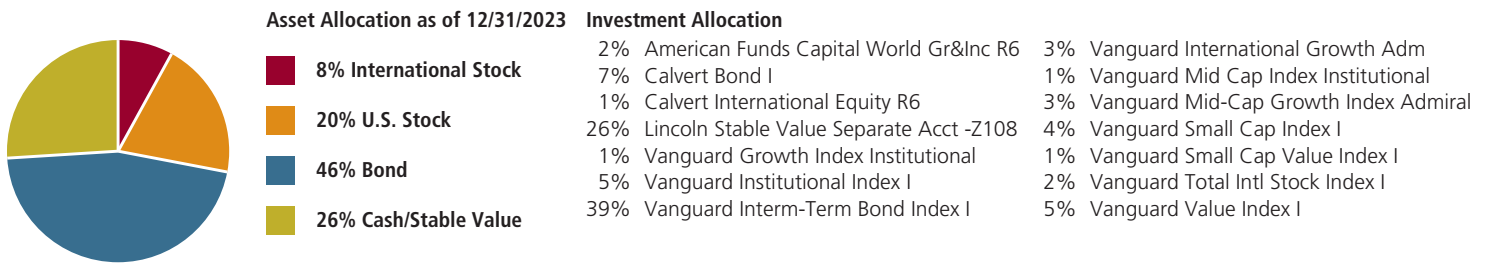 Asset Allocation as of 12/31/2023
8% International Stock
20% U.S. Stock
46% Bond
26% Cash/Stable Value
Investment Allocation
2% American Funds Capital World Gr&Inc R6
7% Calvert Bond I
1% Calvert International Equity R6
26% Lincoln Stable Value Separate Acct -Z108
1% Vanguard Growth Index Institutional
5% Vanguard Institutional Index I
39% Vanguard Interm-Term Bond Index I
3% Vanguard International Growth Adm
1% Vanguard Mid Cap Index Institutional
3% Vanguard Mid-Cap Growth Index Admiral
4% Vanguard Small Cap Index I
1% Vanguard Small Cap Value Index I
2% Vanguard Total Intl Stock Index I
5% Vanguard Value Index I